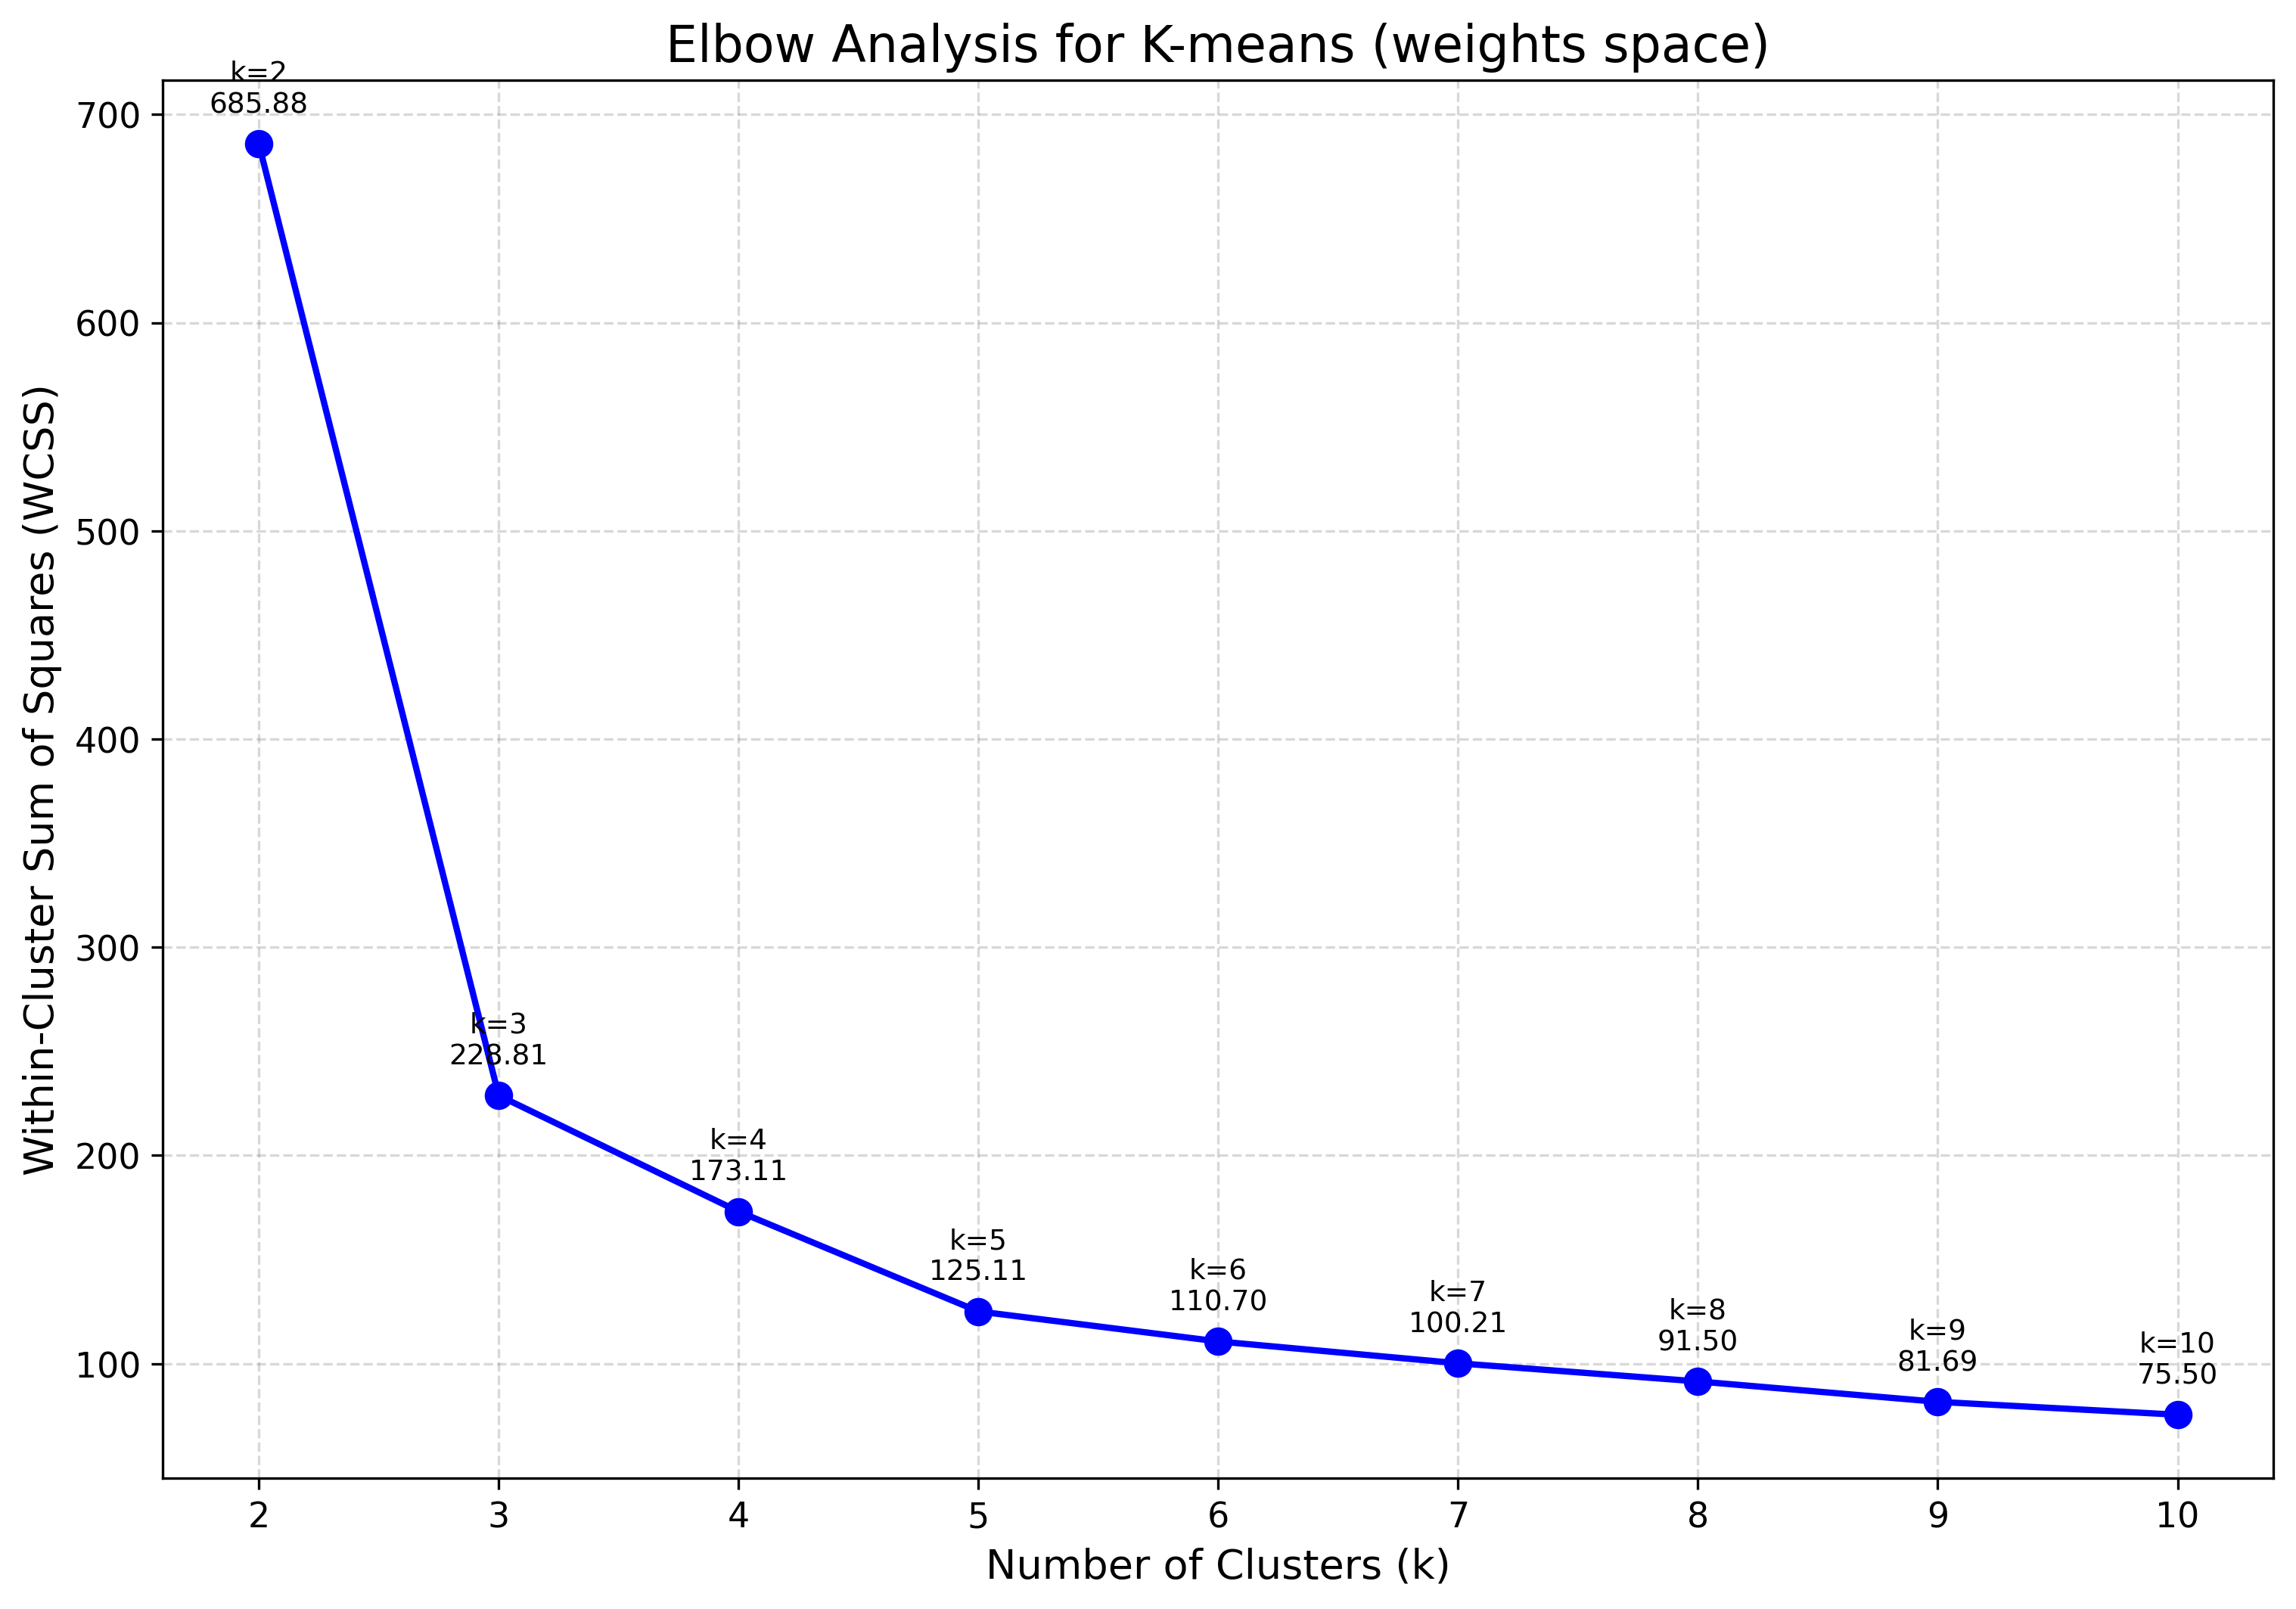 Elbow Analysis for K-means (weights space)
Within-Cluster Sum of Squares (WCSS)
700
600
500
400
300
200
100
k=2
685.88
k=3
228.81
k=4
173.11
k=5
125.11
k=6
110.70
k=7
100.21
k=8
91.50
k=9
81.69
k=10
75.50
2 3 4 5 6 7 8 9 10
Number of Clusters (k)